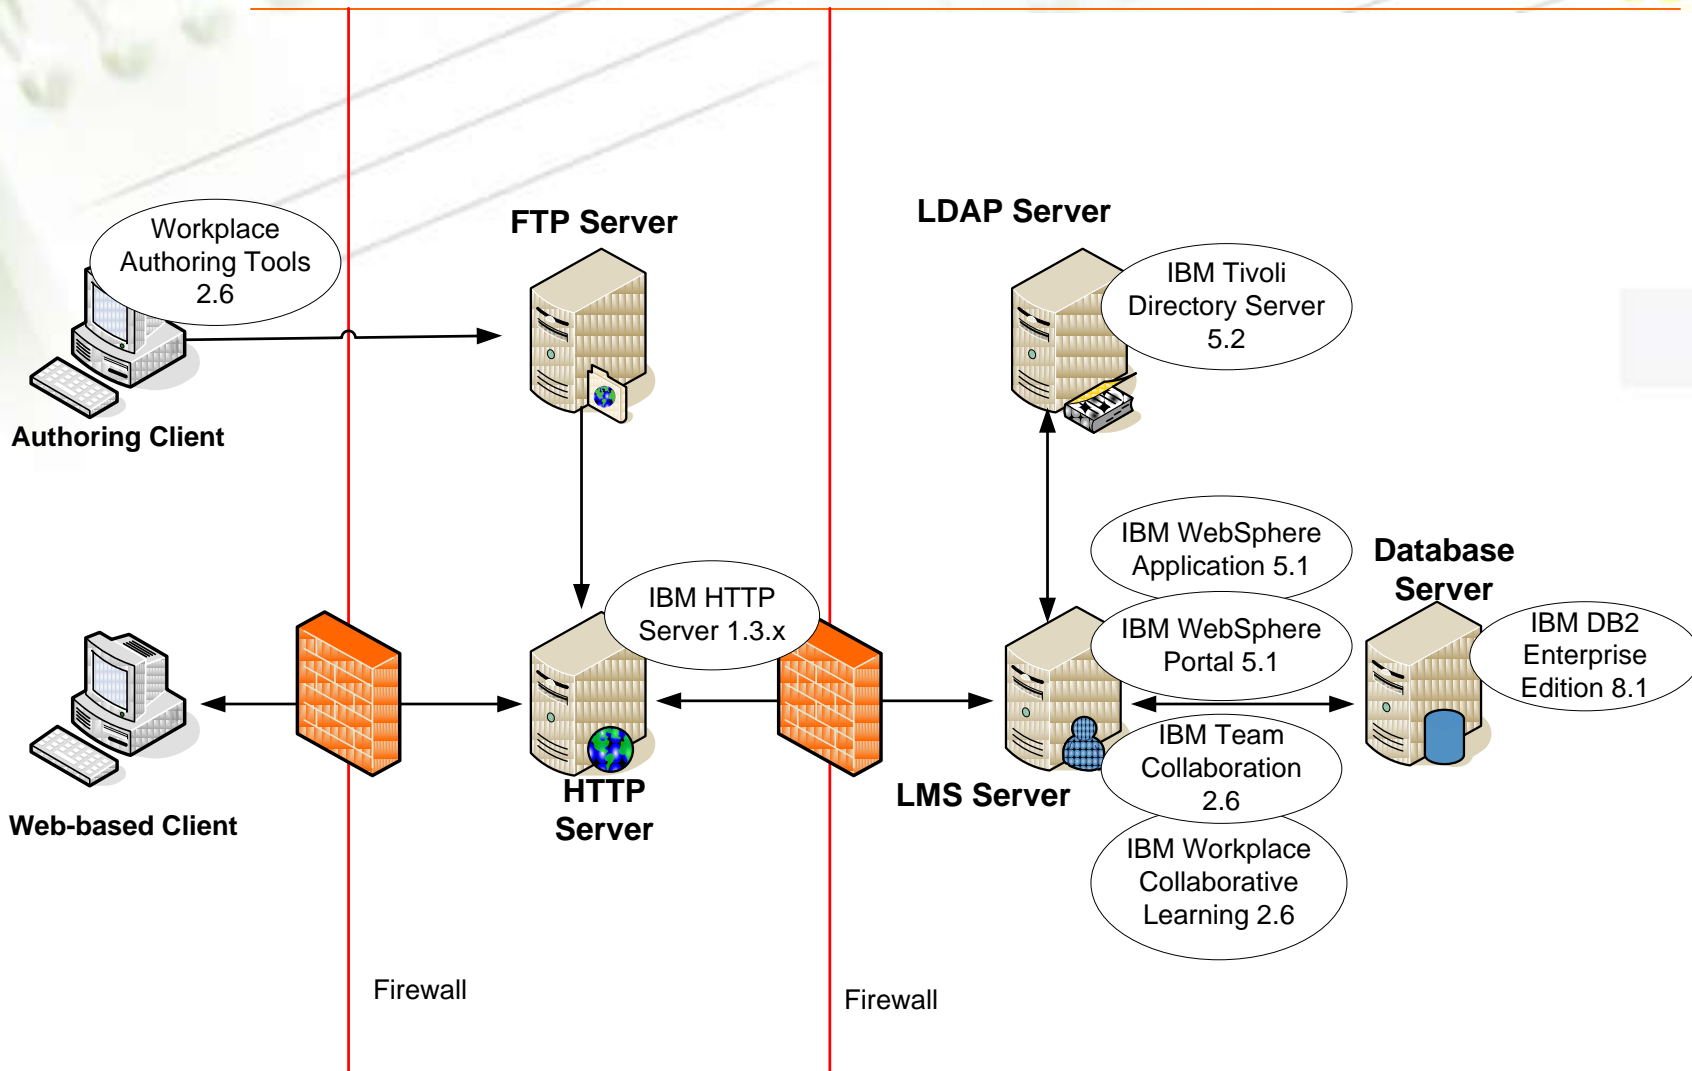 Workplace
Authoring Tools
2.6
Authoring Client
FTP Server
LDAP Server
IBM Tivoli
Directory Server
5.2
IBM WebSphere
Application 5.1
IBM WebSphere
Portal 5.1
Database
Server
IBM DB2
Enterprise
Edition 8.1
IBM HTTP
Server 1.3.x
Web-based Client
HTTP
Server
LMS Server
IBM Team
Collaboration
2.6
IBM Workplace
Collaborative
Learning 2.6
Firewall
Firewall